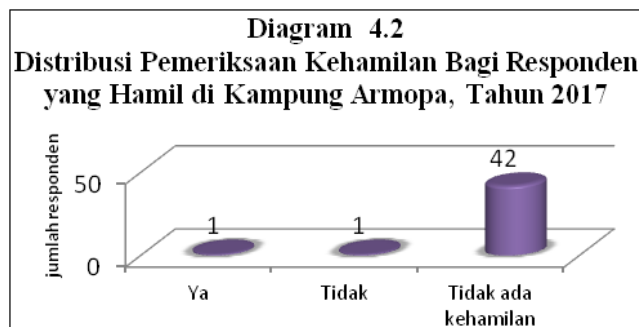 Diagram 4.2
Distribusi Pemeriksaan Kehamilan Bagi Responden
yang Hamil di Kampung Armopa, Tahun 2017
jumlah responden
50
0
1
1
42
Ya
Tidak
Tidak ada
kehamilan